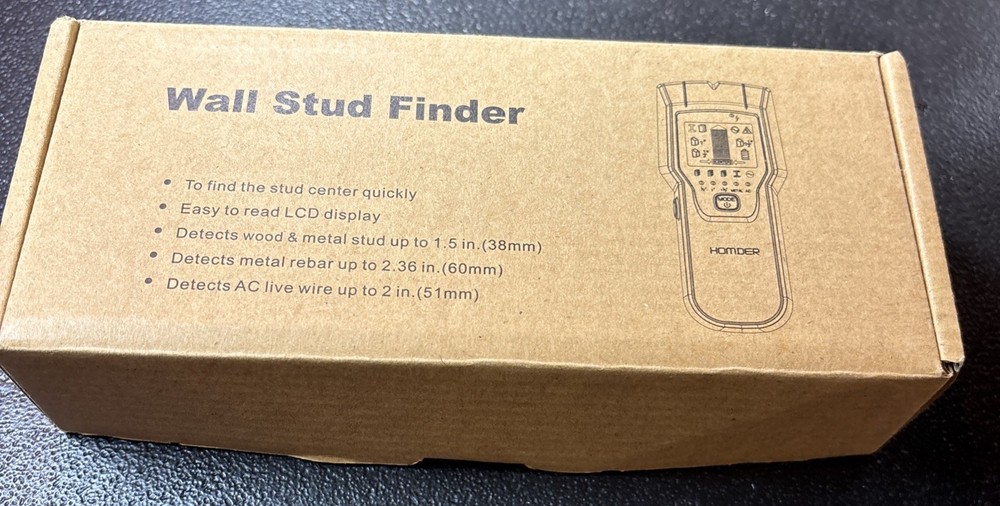 Wall Stud Finder
• To find the stud center quickly
• Easy to read LCD display
• Detects wood & metal stud up to 1.5 in.(38mm)
• Detects metal rebar up to 2.36 in.(60mm)
• Detects AC live wire up to 2 in.(51mm)
MODE
HOMDER